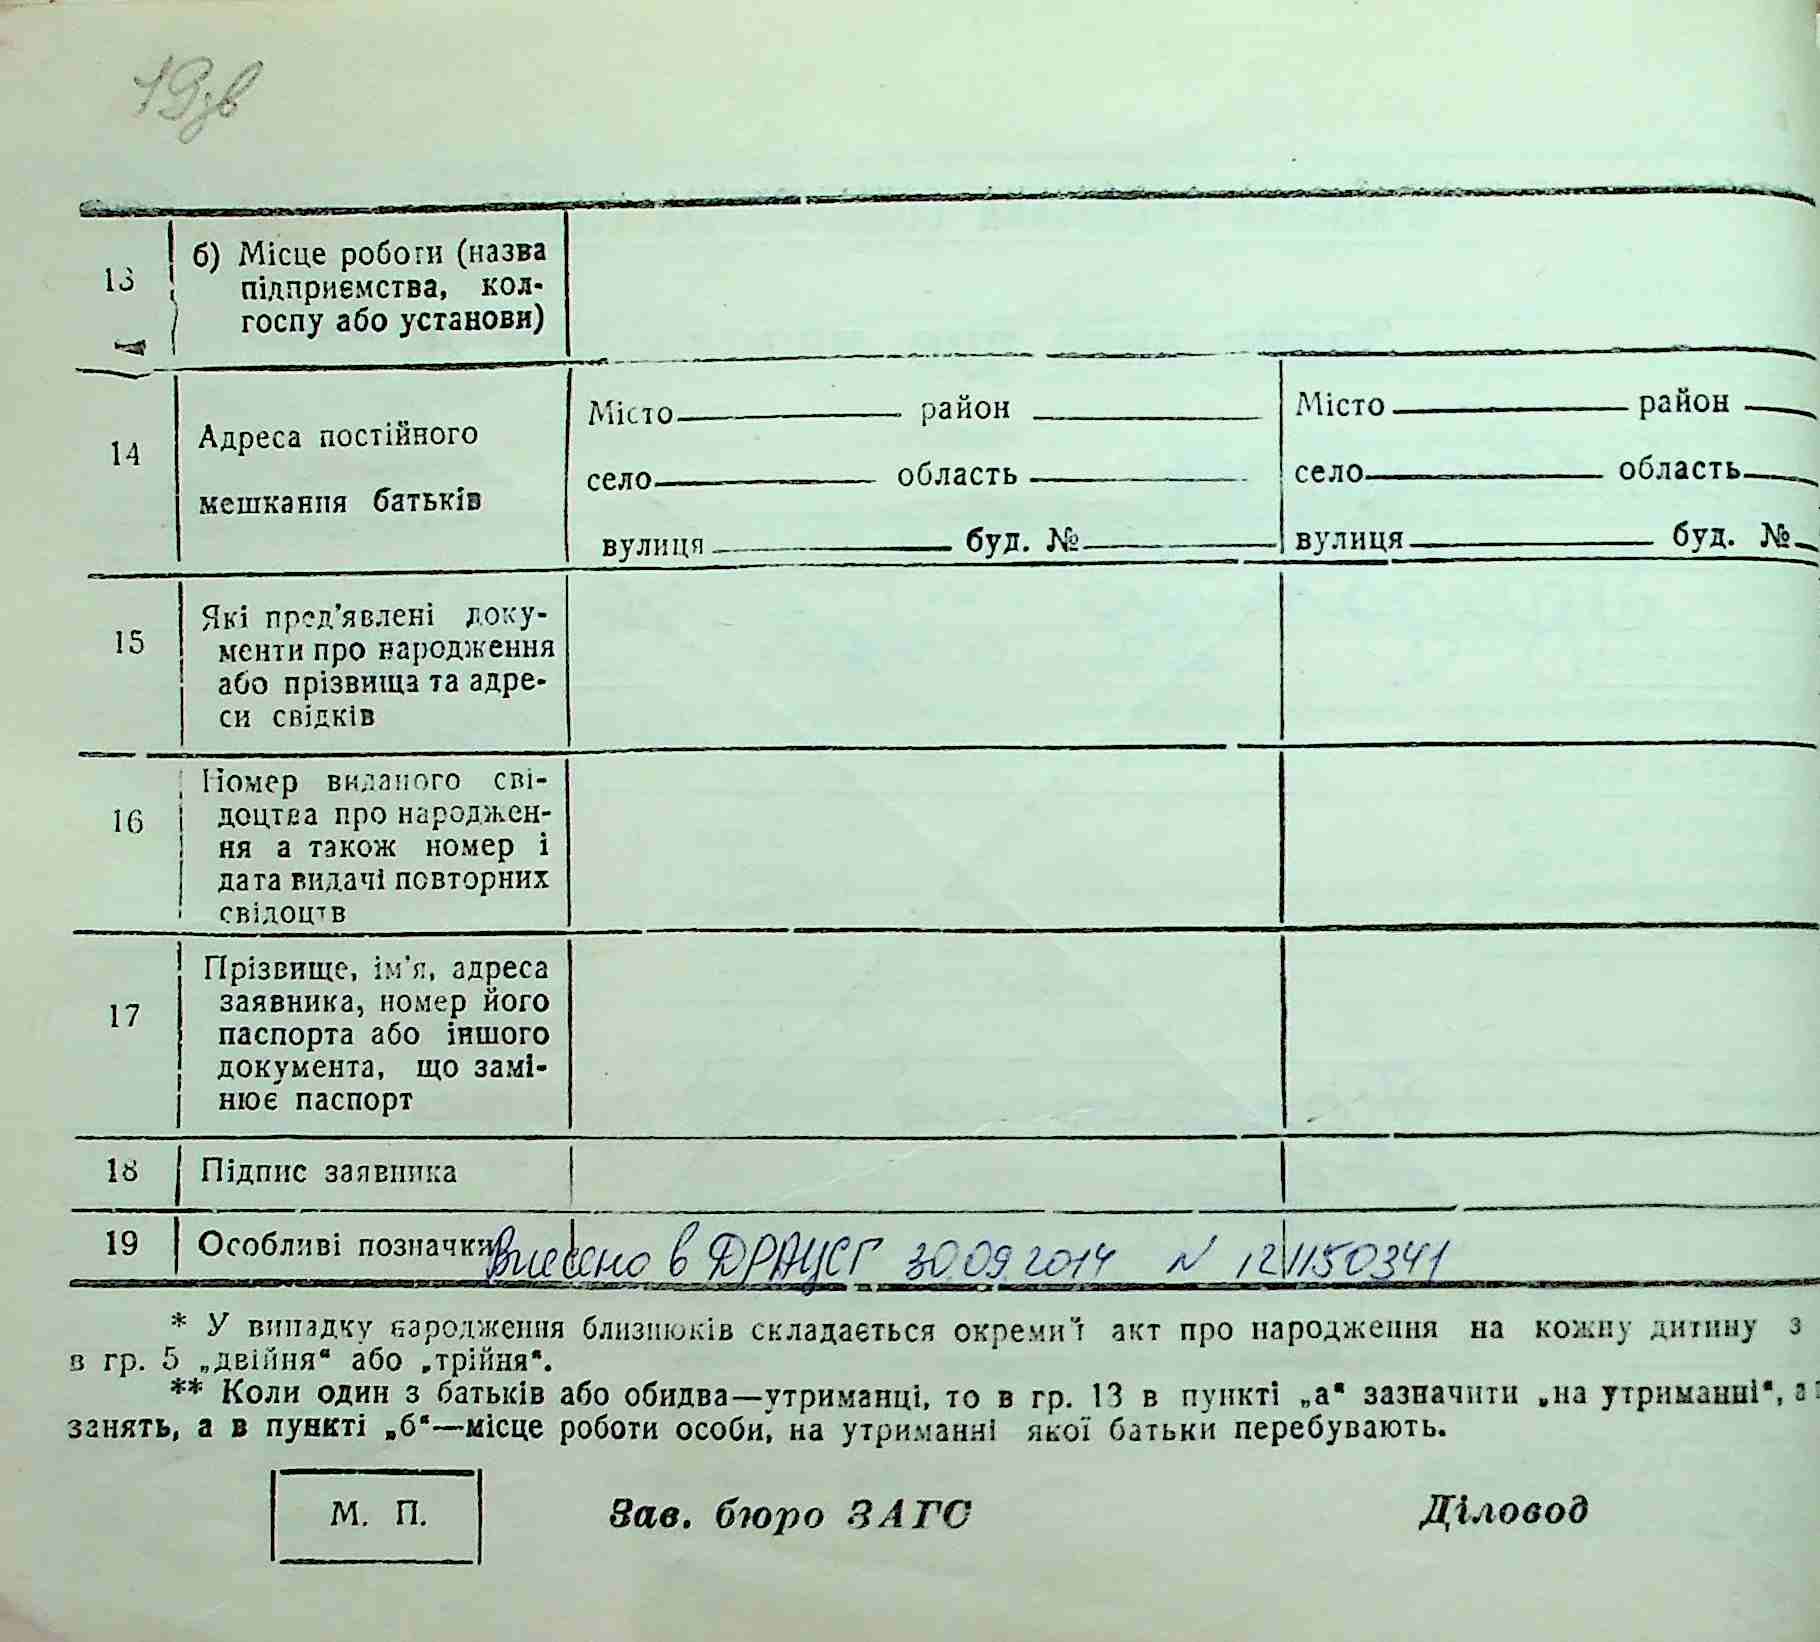 19зв
13 б) Місце роботи (назва
підприємства, кол-
госпу або установи)
14 Адреса постійного
мешкання батьків
Місто район Місто район
село область село область
вулиця буд. № вулиця буд. №
15 Які пред’явлені доку-
менти про народження
або прізвища та адре-
си свідків
16 Номер виданого сві-
доцтва про народжен-
ня а також номер і
дата видачі повторних
свідоцтв
17 Прізвище, ім’я, адреса
заявника, номер його
паспорта або іншого
документа, що замі-
нює паспорт
18 Підпис заявника
19 Особливі позначки Внесено в ДРАЦСГ 30.09.2014 N 121150341
* У випадку народження близнюків складається окремий акт про народження на кожну дитину з
в гр. 5 „двійня“ або „трійня“.
** Коли один з батьків або обидва—утриманці, то в гр. 13 в пункті „а“ зазначити „на утриманні“, а
занять, а в пункті „б“—місце роботи особи, на утриманні якої батьки перебувають.
М. П. Зав. бюро ЗАГС Діловод